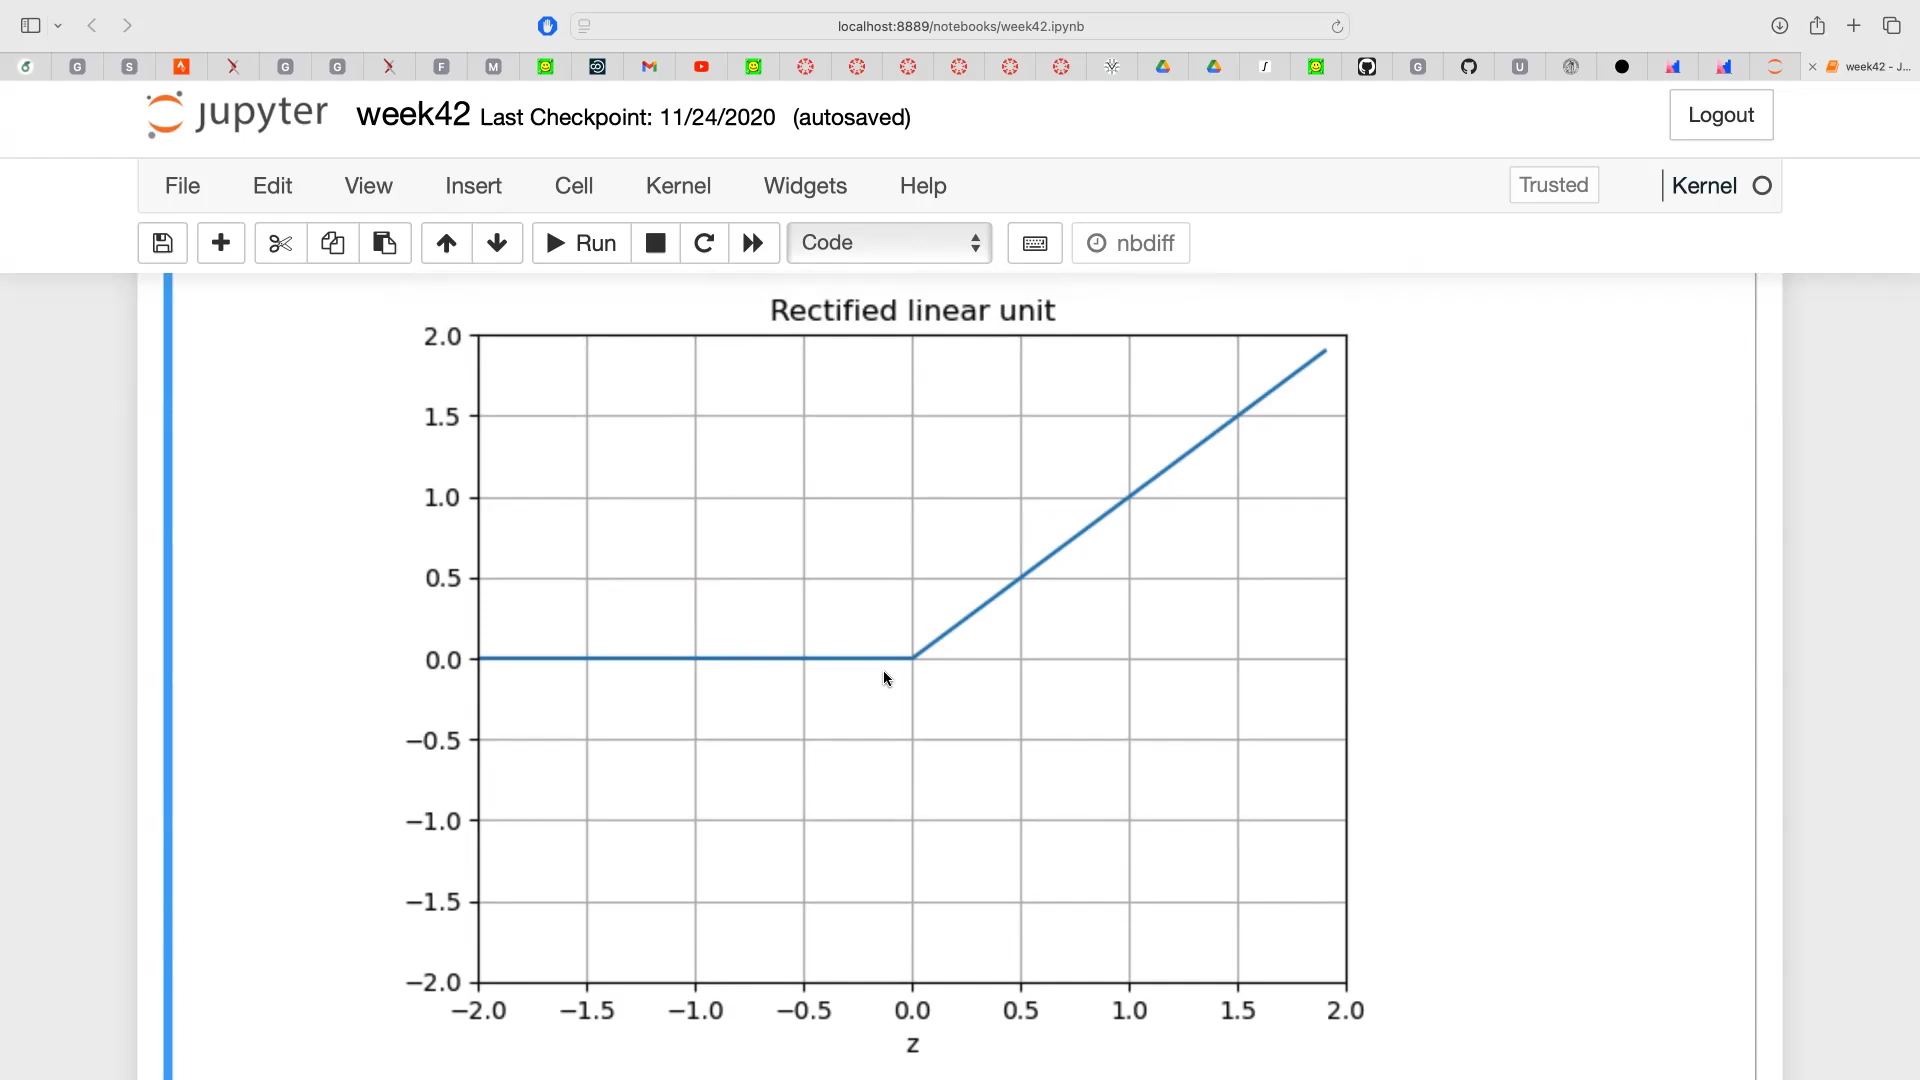 localhost:8889/notebooks/week42.ipynb
G S G G F M G U week42 - J...
jupyter week42 Last Checkpoint: 11/24/2020 (autosaved) Logout
File Edit View Insert Cell Kernel Widgets Help Trusted Kernel
Run Code nbdiff
Rectified linear unit
2.0
1.5
1.0
0.5
0.0
−0.5
−1.0
−1.5
−2.0
−2.0 −1.5 −1.0 −0.5 0.0 0.5 1.0 1.5 2.0
z